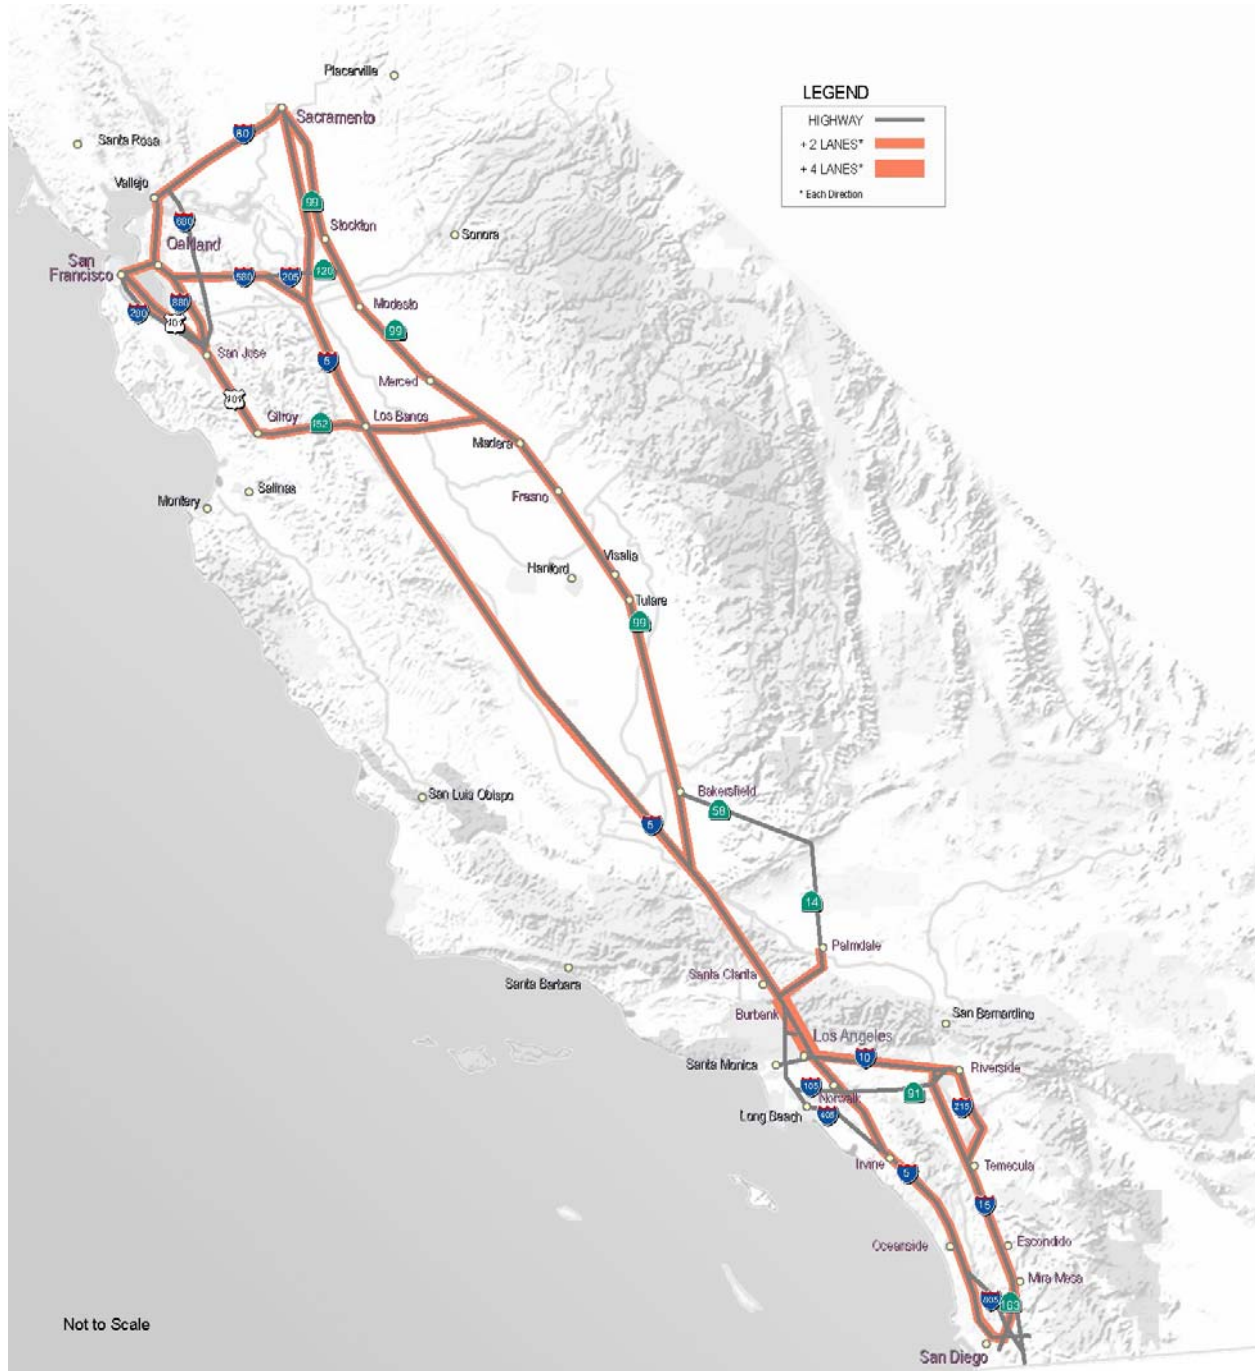 Placerville
LEGEND
HIGHWAY
+ 2 LANES*
+ 4 LANES*
* Each Direction
Sacramento
80
Santa Rosa
Vallejo
99
680
Stockton
Sonora
Oakland
San
Francisco
580
205
120
880
280
101
Modesto
99
San Jose
5
Merced
101
Gilroy
152
Los Banos
Madera
Salinas
Montery
Fresno
Visalia
Hanford
Tulare
99
San Luis Obispo
Bakersfield
58
5
14
Palmdale
Santa Clarita
Santa Barbara
Burbank
San Bernardino
Los Angeles
Santa Monica
10
Riverside
105
Norwalk
91
215
Long Beach
405
Irvine
5
Temecula
15
Oceanside
Escondido
Mira Mesa
805
163
Not to Scale
San Diego